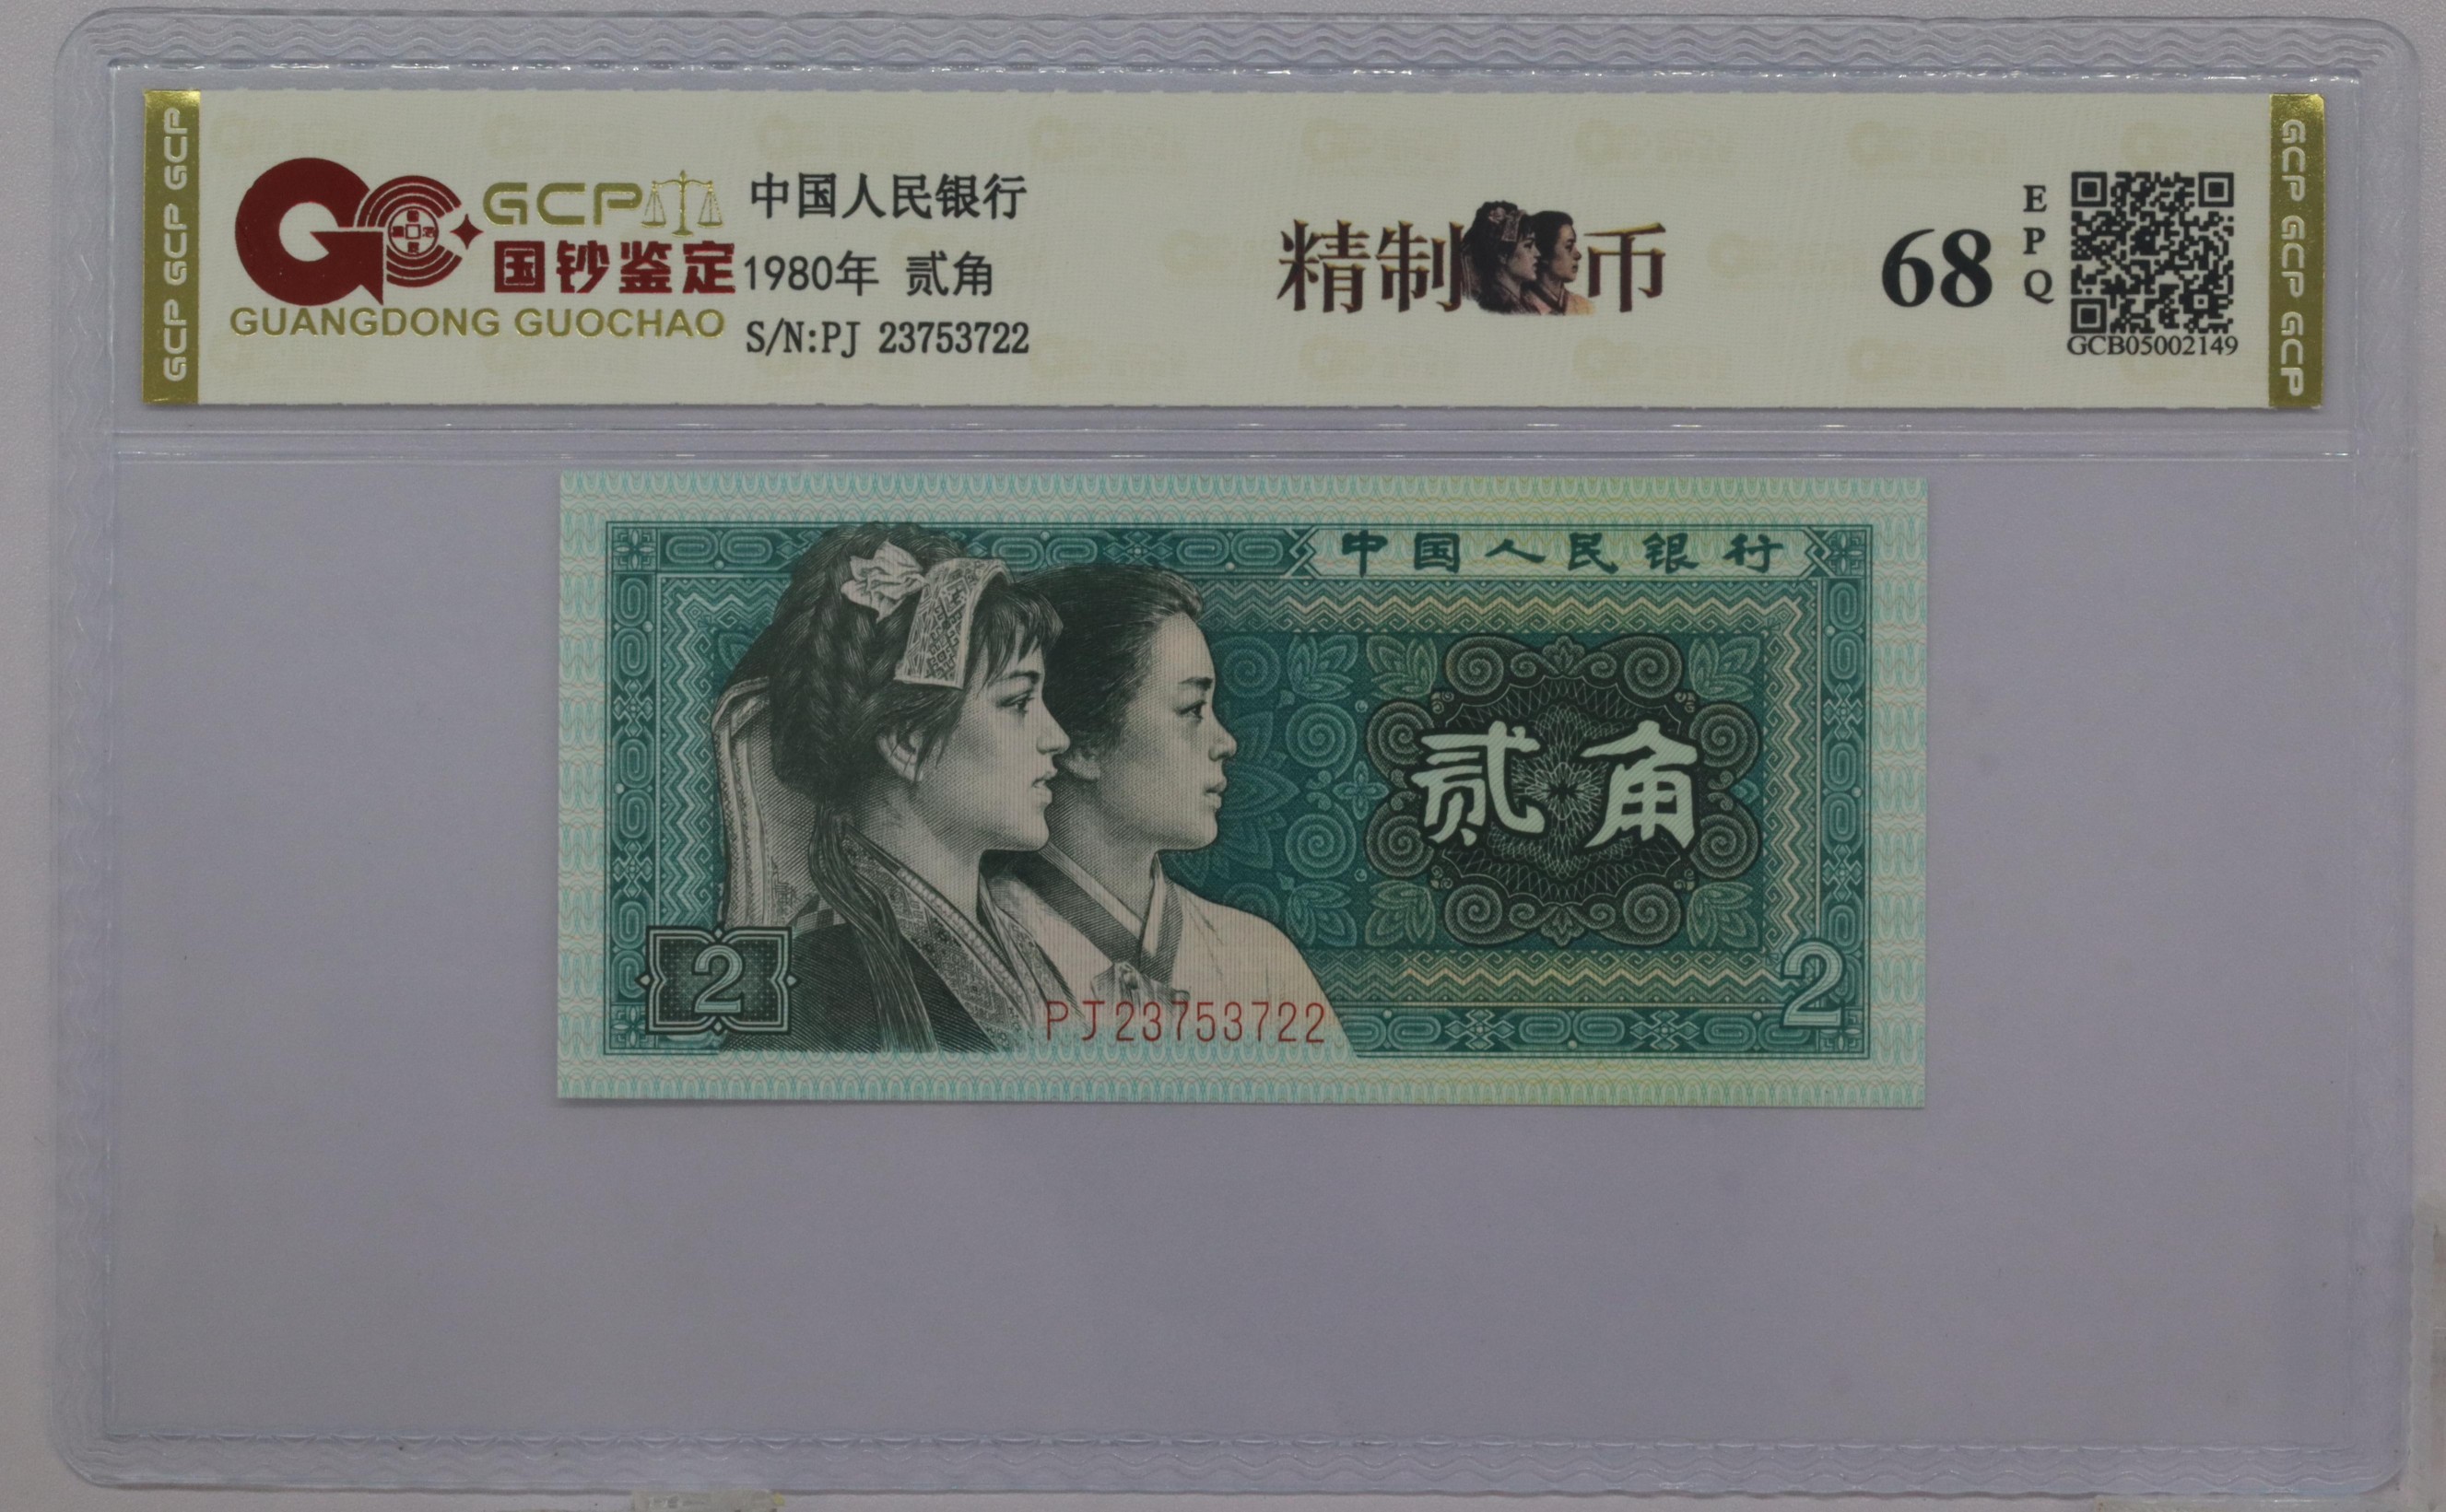 GCP GCP GCP
GCP
国钞鉴定
GUANGDONG GUOCHAO
中国人民银行
1980年 贰角
S/N:PJ 23753722
精制币
68
EPQ
GCB05002149
GCP GCP GCP
中国人民银行
贰角
2
2
PJ23753722